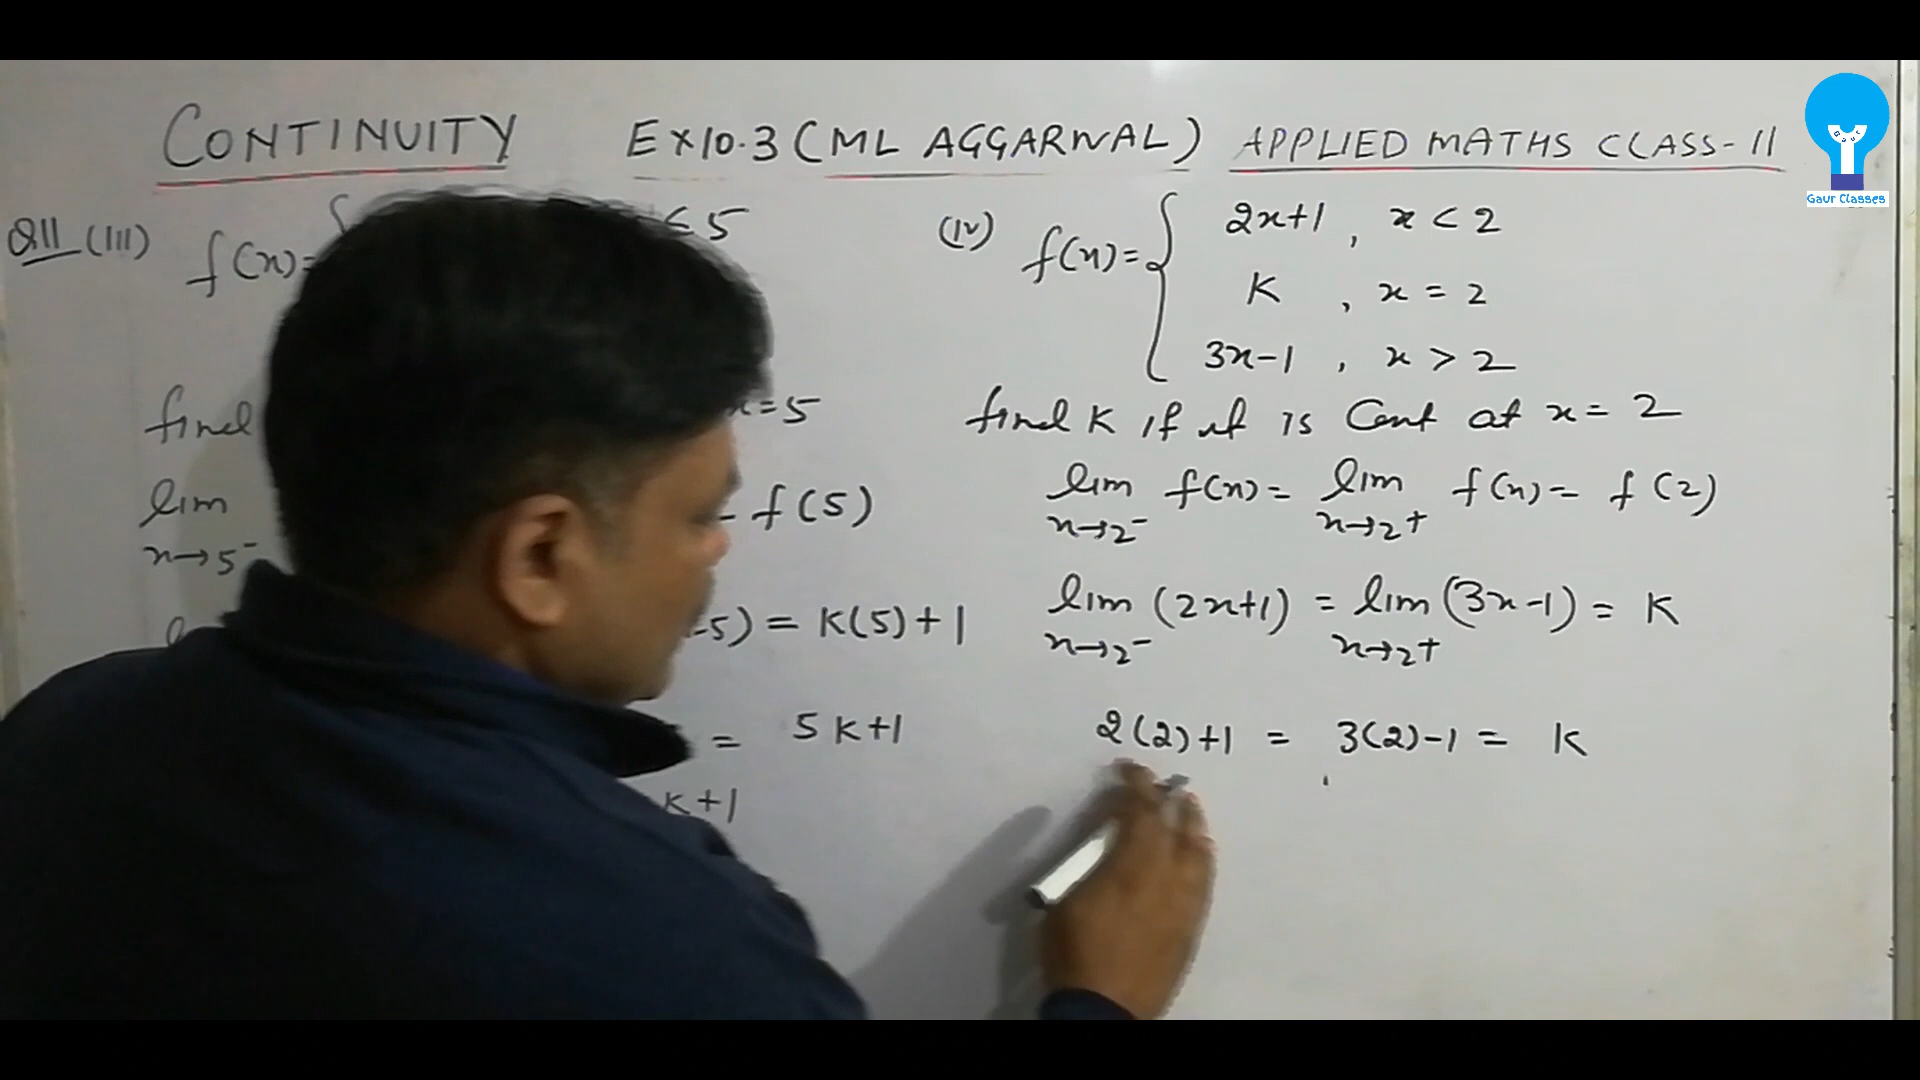 CONTINUITY EX10.3 (ML AGGARWAL) APPLIED MATHS CLASS-11
Gaur Classes
Q11 (III) f(x)= ≤ 5
find x=5
lim = f(5)
x→5⁻
-5) = K(5)+1
= 5K+1
K+1
(IV) f(x)= { 2x+1 , x < 2
K , x = 2
3x-1 , x > 2
find K if it is Cont at x = 2
lim f(x) = lim f(x) = f(2)
x→2⁻ x→2⁺
lim (2x+1) = lim (3x-1) = K
x→2⁻ x→2⁺
2(2)+1 = 3(2)-1 = K